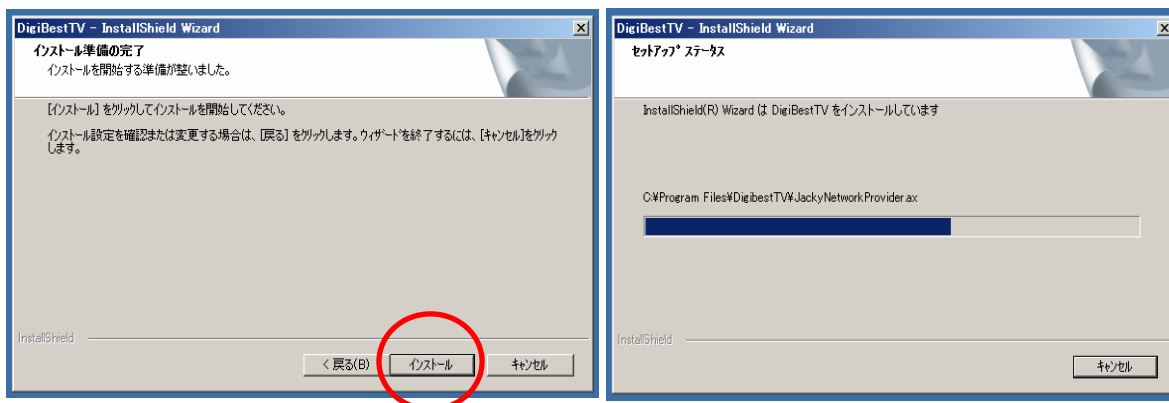 DigiBestTV - InstallShield Wizard
インストール準備の完了
インストールを開始する準備が整いました。
[インストール] をクリックしてインストールを開始してください。
インストール設定を確認または変更する場合は、[戻る] をクリックします。ウィザードを終了するには、[キャンセル]をクリック
します。
InstallShield
< 戻る(B)
インストール
キャンセル
DigiBestTV - InstallShield Wizard
セットアップ ステータス
InstallShield(R) Wizard は DigiBestTV をインストールしています
C:¥Program Files¥DigibestTV¥JackyNetworkProvider.ax
InstallShield
キャンセル